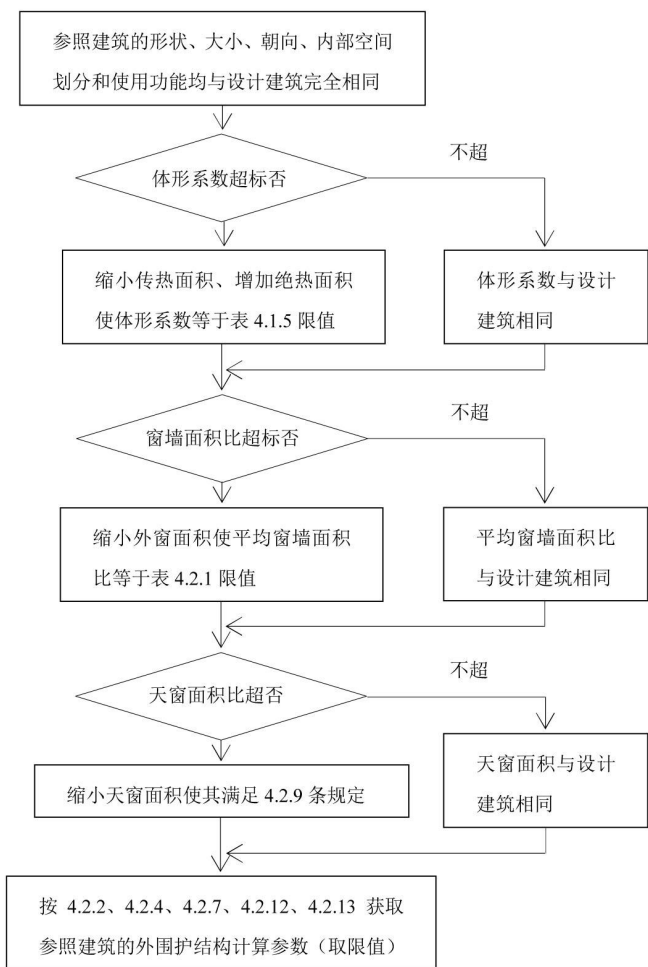 参照建筑的形状、大小、朝向、内部空间
划分和使用功能均与设计建筑完全相同
不超
体形系数超标否
缩小传热面积、增加绝热面积
使体形系数等于表 4.1.5 限值
体形系数与设计
建筑相同
不超
窗墙面积比超标否
缩小外窗面积使平均窗墙面积
比等于表 4.2.1 限值
平均窗墙面积比
与设计建筑相同
不超
天窗面积比超否
缩小天窗面积使其满足 4.2.9 条规定
天窗面积与设计
建筑相同
按 4.2.2、4.2.4、4.2.7、4.2.12、4.2.13 获取
参照建筑的外围护结构计算参数（取限值）